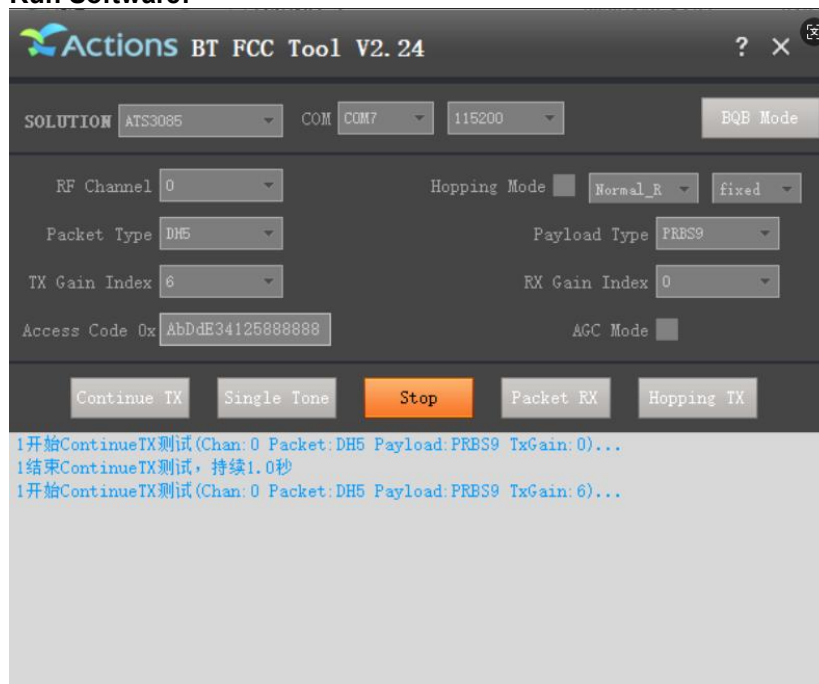 Run Software:
Actions BT FCC Tool V2.24 ? ×
SOLUTION ATS3085 COM COM7 115200 BQB Mode
RF Channel 0 Hopping Mode Normal_R fixed
Packet Type DH5 Payload Type PRBS9
TX Gain Index 6 RX Gain Index 0
Access Code 0x AbDdE34125888888 AGC Mode
Continue TX Single Tone Stop Packet RX Hopping TX
1开始ContinueTX测试(Chan:0 Packet:DH5 Payload:PRBS9 TxGain:0)...
1结束ContinueTX测试，持续1.0秒
1开始ContinueTX测试(Chan:0 Packet:DH5 Payload:PRBS9 TxGain:6)...